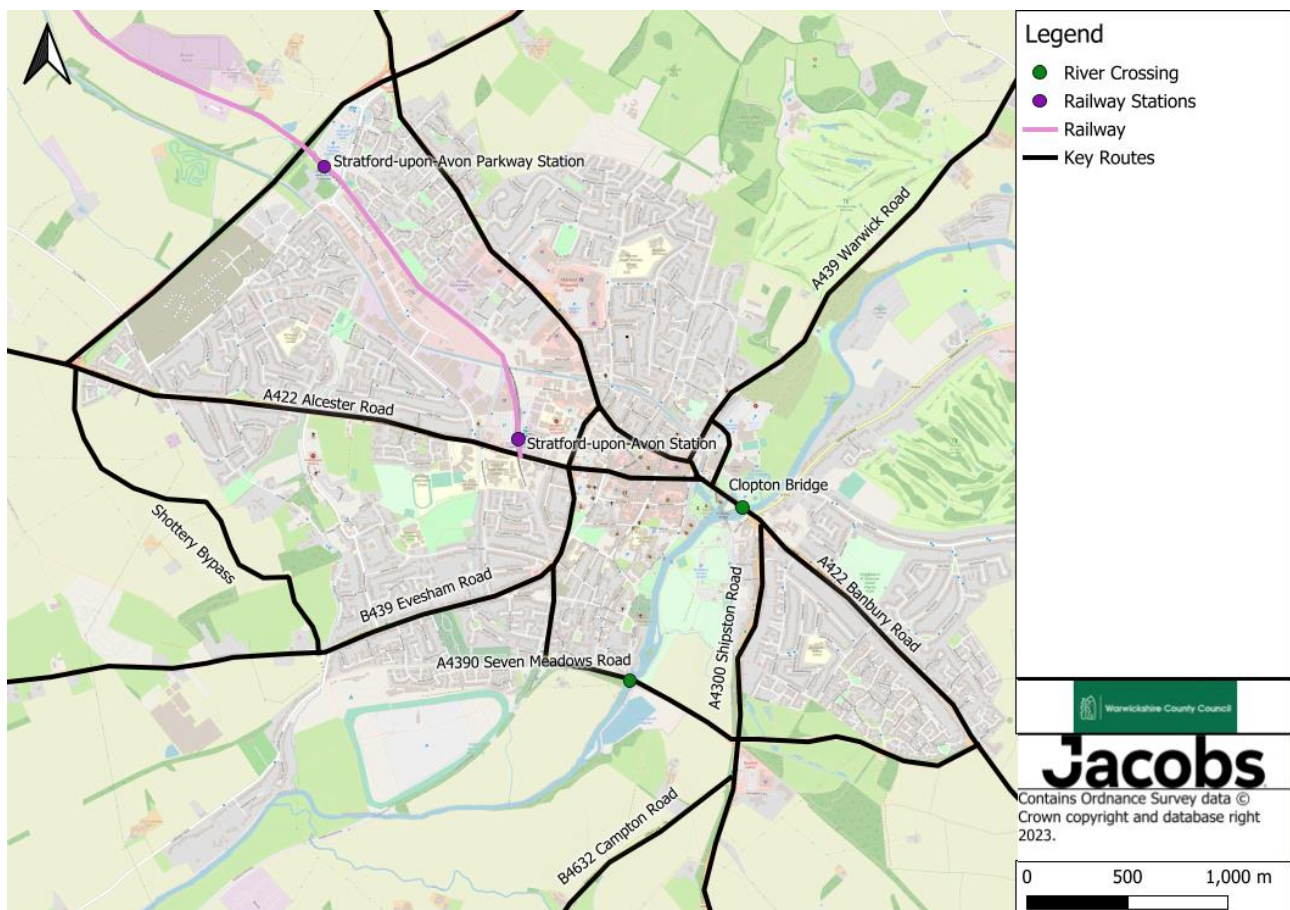 Legend
River Crossing
Railway Stations
Railway
Key Routes
Stratford-upon-Avon Parkway Station
A439 Warwick Road
A422 Alcester Road
Stratford-upon-Avon Station
Clopton Bridge
Shottery Bypass
B439 Evesham Road
A422 Banbury Road
A4300 Shipston Road
A4390 Seven Meadows Road
B4632 Campton Road
Warwickshire County Council
Jacobs
Contains Ordnance Survey data ©
Crown copyright and database right
2023.
0 500 1,000 m